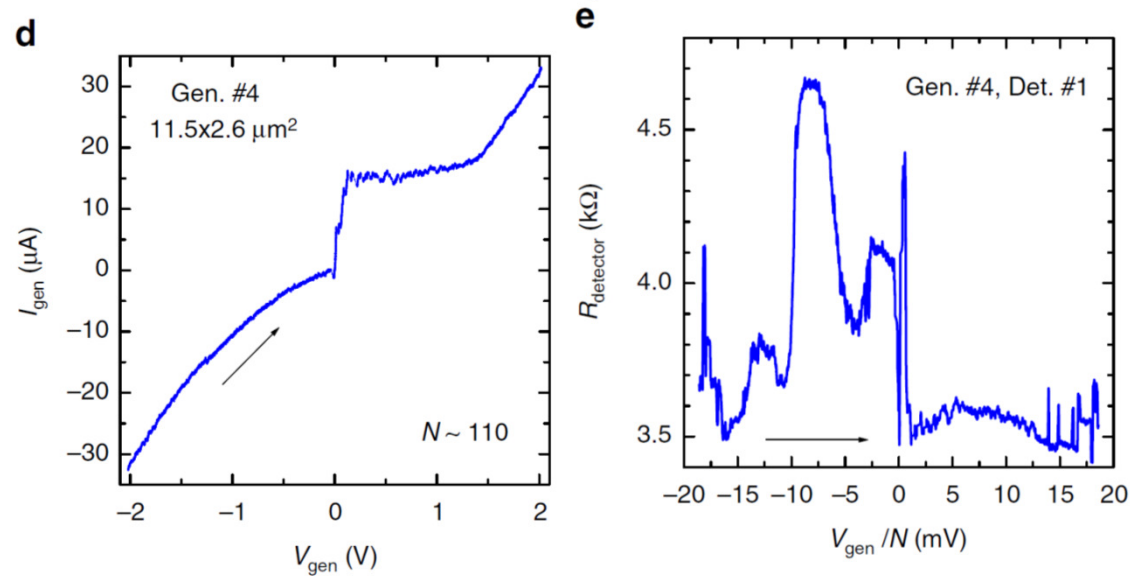 d
Gen. #4
11.5x2.6 μm²
N ~ 110
I_gen (μA)
30
20
10
0
−10
−20
−30
−2
−1
0
1
2
V_gen (V)
e
Gen. #4, Det. #1
R_detector (kΩ)
4.5
4.0
3.5
−20
−15
−10
−5
0
5
10
15
20
V_gen /N (mV)